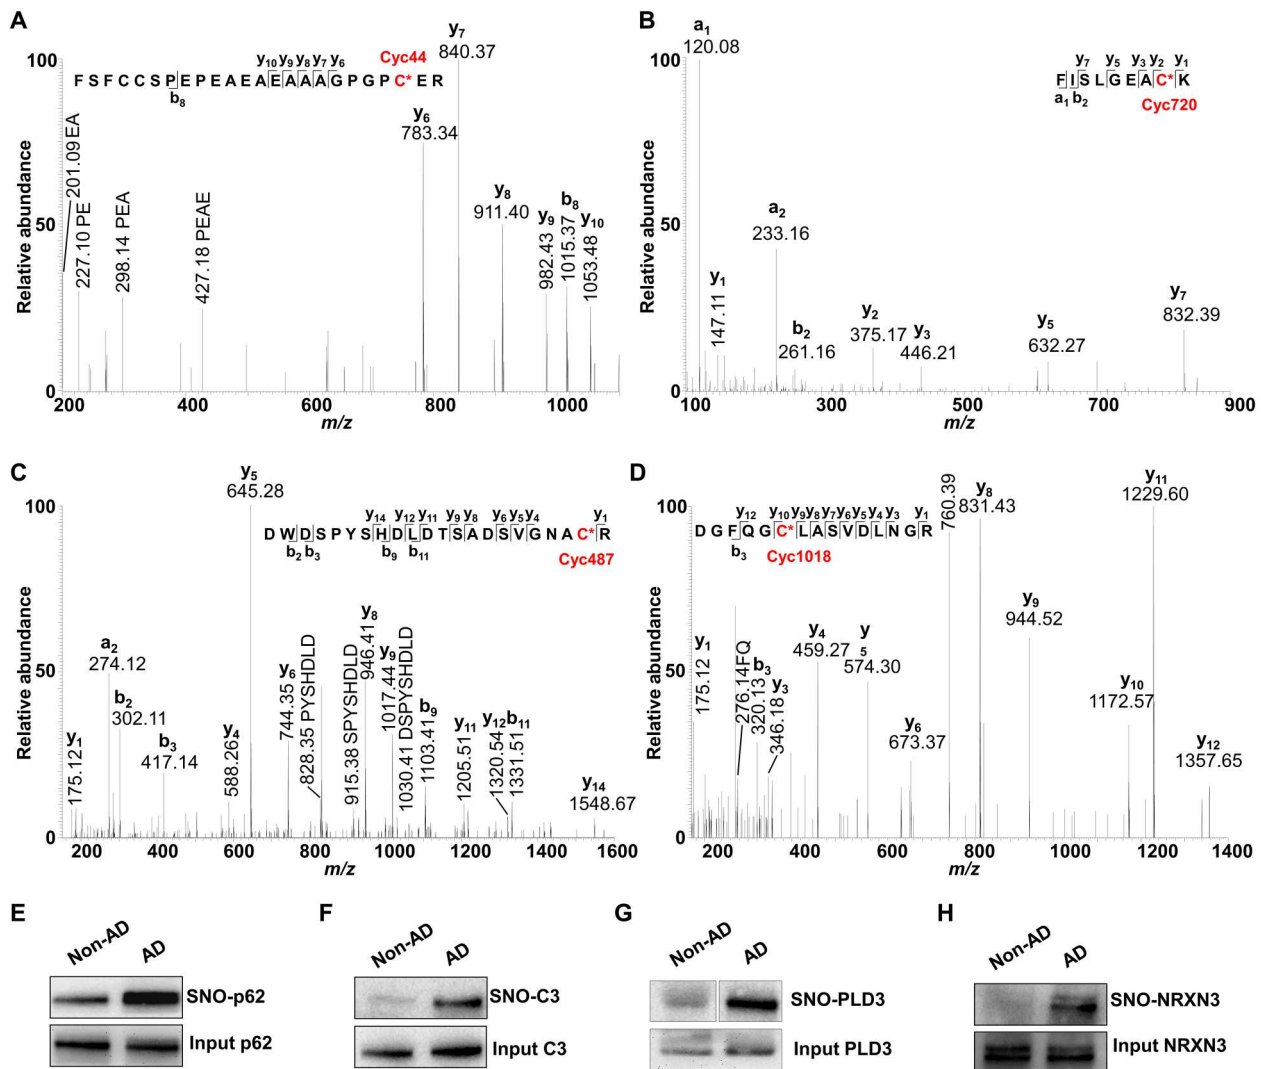 A
Relative abundance
100
50
0
200 400 600 800 1000
m/z
y10 y9 y8 y7 y6
Cyc44
F S F C C S P E P E A E A E A A A G P G P C* E R
b8
201.09 EA
227.10 PE
298.14 PEA
427.18 PEAE
y6
783.34
y7
840.37
y8
911.40
y9
982.43
b8
1015.37
y10
1053.48
B
Relative abundance
100
50
0
100 300 500 700 900
m/z
y7 y5 y3 y2 y1
F I S L G E A C* K
a1 b2
Cyc720
a1
120.08
y1
147.11
a2
233.16
b2
261.16
y2
375.17
y3
446.21
y5
632.27
y7
832.39
C
Relative abundance
100
50
0
200 400 600 800 1000 1200 1400 1600
m/z
y14 y12 y11 y9 y8 y6 y5 y4 y1
D W D S P Y S H D L D T S A D S V G N A C* R
b2 b3 b9 b11
Cyc487
y1
175.12
a2
274.12
b2
302.11
b3
417.14
y4
588.26
y5
645.28
y6
744.35
828.35 PYSHDLD
915.38 SPYSHDLD
y8
946.41
y9
1017.44
1030.41 DSPYSHDLD
b9
1103.41
y11
1205.51
y12
1320.54
b11
1331.51
y14
1548.67
D
Relative abundance
100
50
0
200 400 600 800 1000 1200 1400
m/z
y12 y10 y9 y8 y7 y6 y5 y4 y3 y1
D G F Q G C* L A S V D L N G R
b3
Cyc1018
y1
175.12
276.14FQ
b3
320.13
y3
346.18
y4
459.27
y
5
574.30
y6
673.37
760.39
y8
831.43
y9
944.52
y10
1172.57
y11
1229.60
y12
1357.65
E
Non-AD
AD
SNO-p62
Input p62
F
Non-AD
AD
SNO-C3
Input C3
G
Non-AD
AD
SNO-PLD3
Input PLD3
H
Non-AD
AD
SNO-NRXN3
Input NRXN3